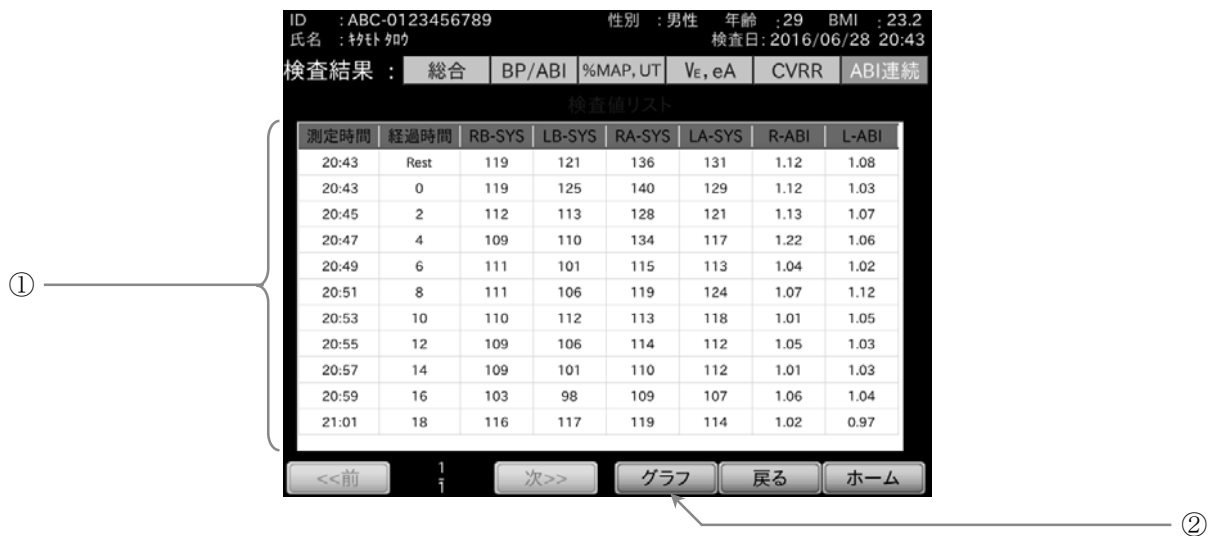 ID : ABC-0123456789 性別 : 男性 年齢 : 29 BMI : 23.2
氏名 : ｷﾀﾓﾄ ﾀﾛｳ 検査日 : 2016/06/28 20:43
検査結果 : 総合 BP/ABI %MAP, UT VE, eA CVRR ABI連続
検査値リスト
測定時間 経過時間 RB-SYS LB-SYS RA-SYS LA-SYS R-ABI L-ABI
20:43 Rest 119 121 136 131 1.12 1.08
20:43 0 119 125 140 129 1.12 1.03
20:45 2 112 113 128 121 1.13 1.07
20:47 4 109 110 134 117 1.22 1.06
20:49 6 111 101 115 113 1.04 1.02
20:51 8 111 106 119 124 1.07 1.12
20:53 10 110 112 113 118 1.01 1.05
20:55 12 109 106 114 112 1.05 1.03
20:57 14 109 101 110 112 1.01 1.03
20:59 16 103 98 109 107 1.06 1.04
21:01 18 116 117 119 114 1.02 0.97
①
<<前 1/1 次>> グラフ 戻る ホーム
②